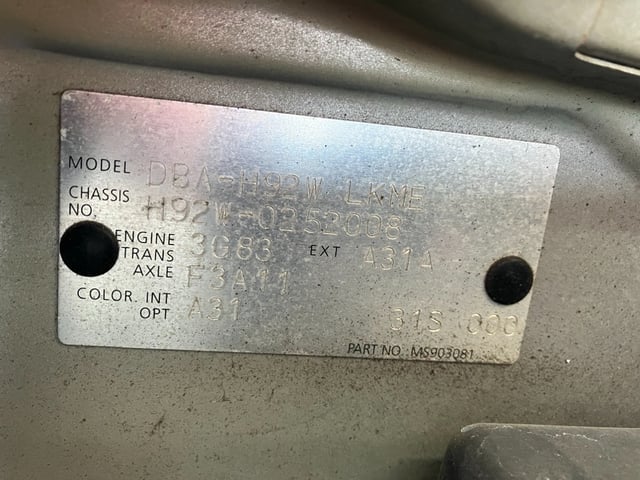 MODEL DBA-H92W LKME
CHASSIS NO. H92W-0252008
ENGINE 3G83 EXT A31A
TRANS AXLE F3A11
COLOR. INT A31
OPT 31S 000
PART NO. MS903081